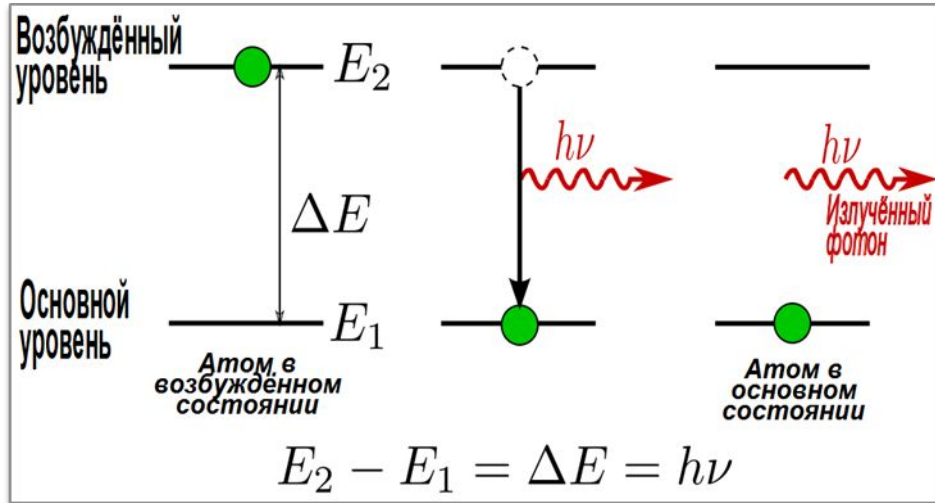 Возбуждённый
уровень
E₂
hν
hν
Излучённый
фотон
ΔE
Основной
уровень
E₁
Атом в
возбуждённом
состоянии
Атом в
основном
состоянии
E₂ − E₁ = ΔE = hν